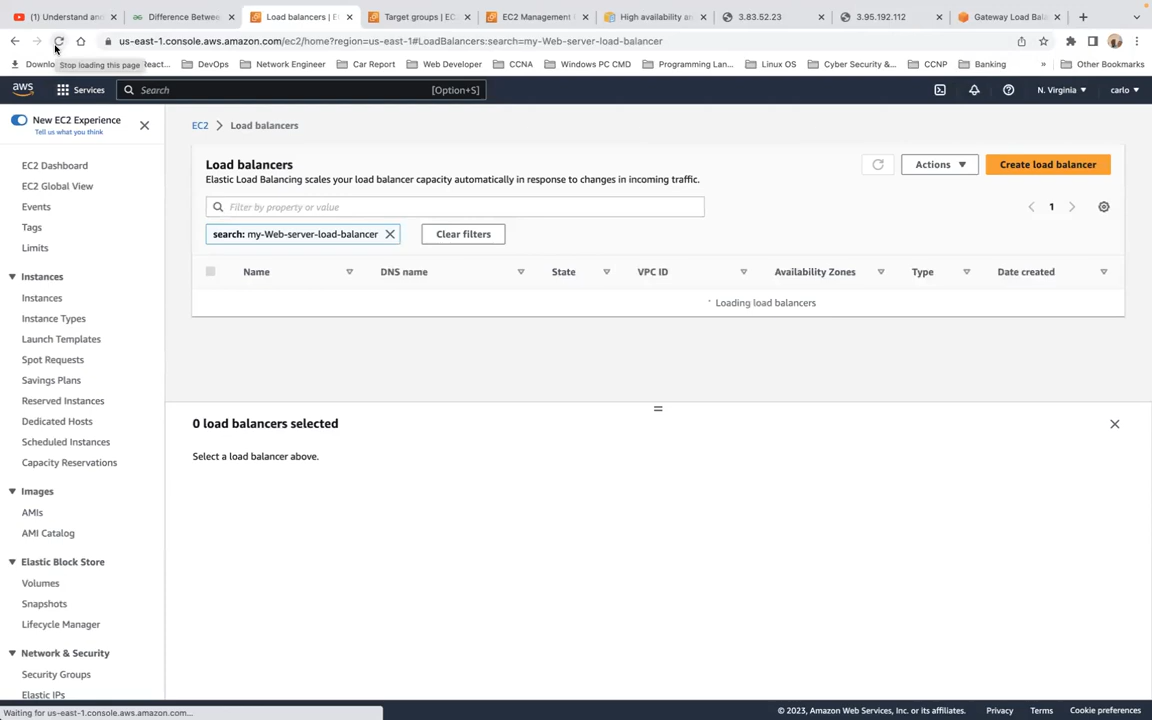 (1) Understand and
Difference Betwee
Load balancers | E
Target groups | EC
EC2 Management
High availability an
3.83.52.23
3.95.192.112
Gateway Load Bala
us-east-1.console.aws.amazon.com/ec2/home?region=us-east-1#LoadBalancers:search=my-Web-server-load-balancer
Stop loading this page
Downlo
React...
DevOps
Network Engineer
Car Report
Web Developer
CCNA
Windows PC CMD
Programming Lan...
Linux OS
Cyber Security &...
CCNP
Banking
»
Other Bookmarks
aws
Services
Search
[Option+S]
N. Virginia
carlo
New EC2 Experience
Tell us what you think
EC2 Dashboard
EC2 Global View
Events
Tags
Limits
Instances
Instances
Instance Types
Launch Templates
Spot Requests
Savings Plans
Reserved Instances
Dedicated Hosts
Scheduled Instances
Capacity Reservations
Images
AMIs
AMI Catalog
Elastic Block Store
Volumes
Snapshots
Lifecycle Manager
Network & Security
Security Groups
Elastic IPs
EC2 > Load balancers
Load balancers
Actions
Create load balancer
Elastic Load Balancing scales your load balancer capacity automatically in response to changes in incoming traffic.
Filter by property or value
1
search: my-Web-server-load-balancer
Clear filters
Name
DNS name
State
VPC ID
Availability Zones
Type
Date created
Loading load balancers
0 load balancers selected
Select a load balancer above.
Waiting for us-east-1.console.aws.amazon.com...
© 2023, Amazon Web Services, Inc. or its affiliates.
Privacy
Terms
Cookie preferences